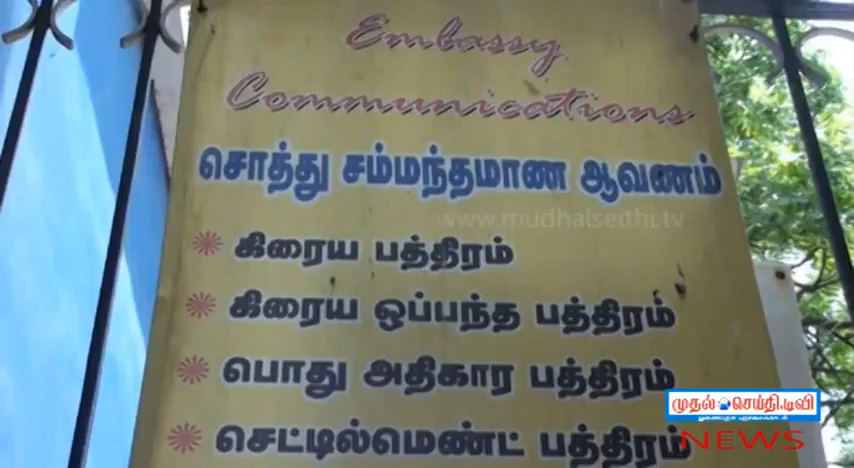 Embassy
Communications
சொத்து சம்மந்தமான ஆவணம்
www.mudhalseithi.tv
கிரைய பத்திரம்
கிரைய ஒப்பந்த பத்திரம்
பொது அதிகார பத்திரம்
செட்டில்மெண்ட் பத்திரம்
முதல் செய்தி.டிவி
NEWS